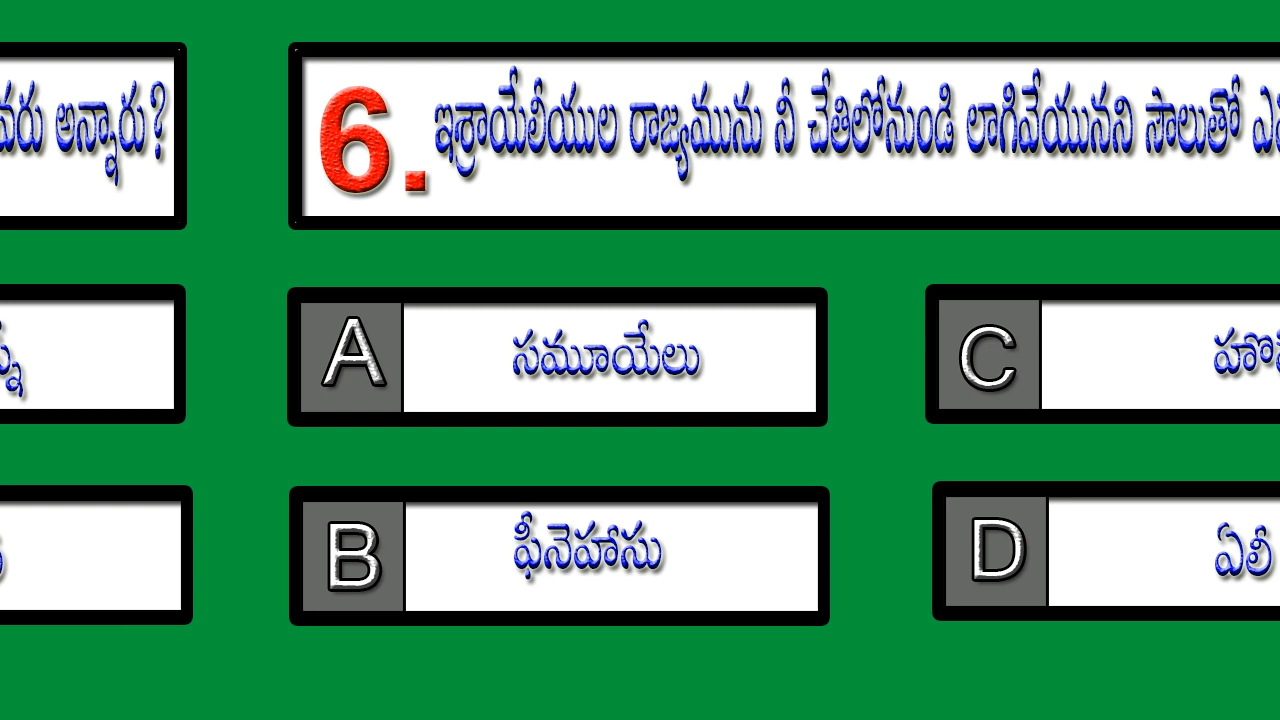 వరు అన్నారు?
6. ఇశ్రాయేలీయుల రాజ్యమును నీ చేతిలోనుండి లాగివేయునని సౌలుతో
A సమూయేలు
C
B ఫీనెహాసు
D ఏలీ